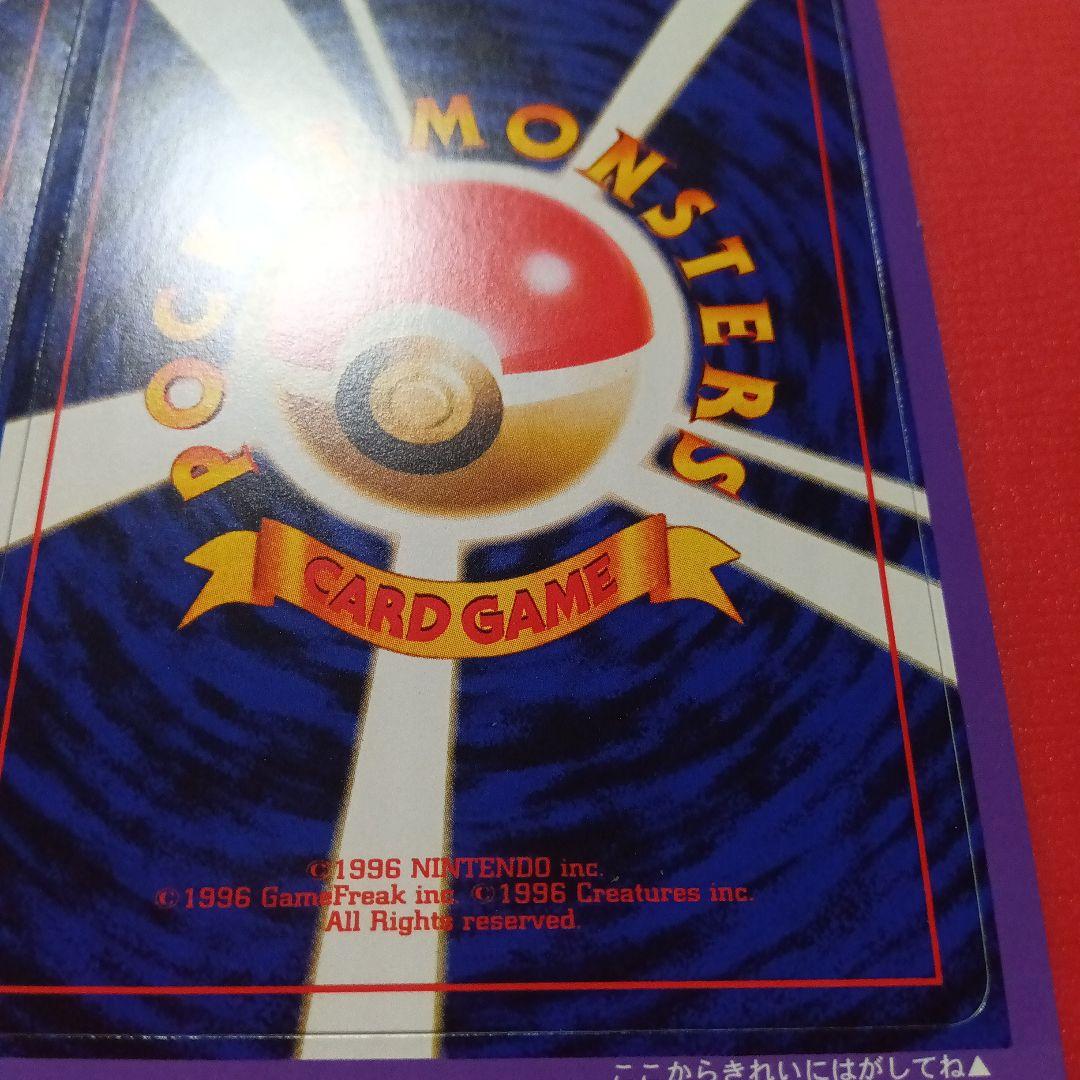 POCKET MONSTERS
CARD GAME
©1996 NINTENDO inc.
©1996 GameFreak inc. ©1996 Creatures inc.
All Rights reserved.
ここからきれいにはがしてね▲